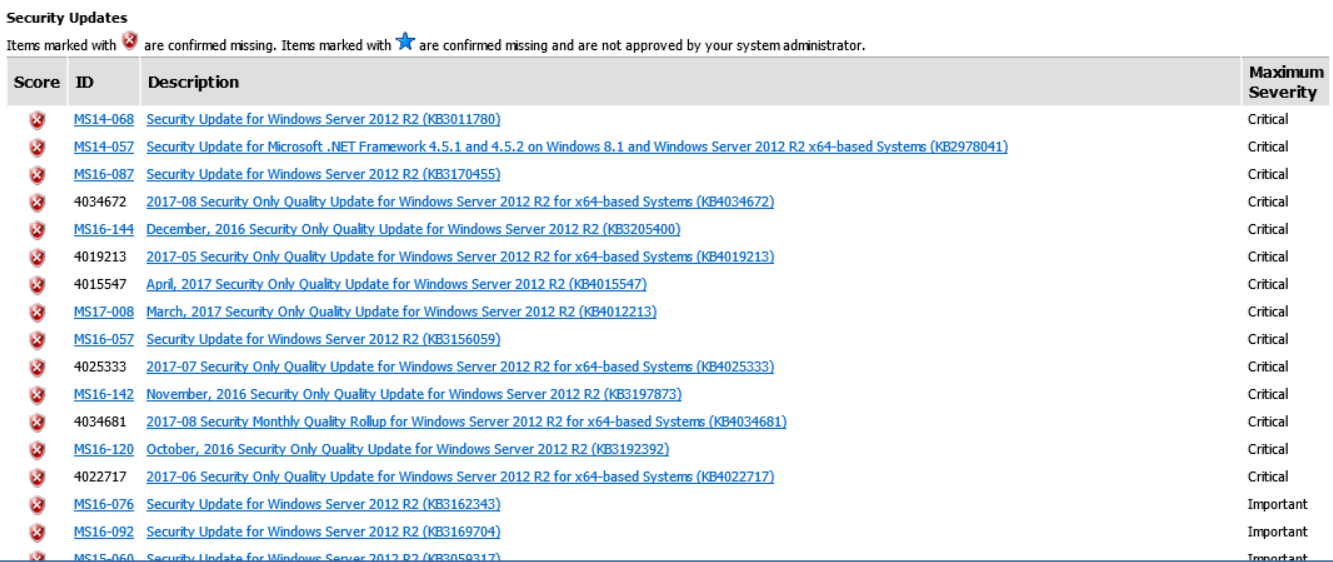 Security Updates
Items marked with are confirmed missing. Items marked with are confirmed missing and are not approved by your system administrator.
Score ID Description Maximum Severity
MS14-068 Security Update for Windows Server 2012 R2 (KB3011780) Critical
MS14-057 Security Update for Microsoft .NET Framework 4.5.1 and 4.5.2 on Windows 8.1 and Windows Server 2012 R2 x64-based Systems (KB2978041) Critical
MS16-087 Security Update for Windows Server 2012 R2 (KB3170455) Critical
4034672 2017-08 Security Only Quality Update for Windows Server 2012 R2 for x64-based Systems (KB4034672) Critical
MS16-144 December, 2016 Security Only Quality Update for Windows Server 2012 R2 (KB3205400) Critical
4019213 2017-05 Security Only Quality Update for Windows Server 2012 R2 for x64-based Systems (KB4019213) Critical
4015547 April, 2017 Security Only Quality Update for Windows Server 2012 R2 (KB4015547) Critical
MS17-008 March, 2017 Security Only Quality Update for Windows Server 2012 R2 (KB4012213) Critical
MS16-057 Security Update for Windows Server 2012 R2 (KB3156059) Critical
4025333 2017-07 Security Only Quality Update for Windows Server 2012 R2 for x64-based Systems (KB4025333) Critical
MS16-142 November, 2016 Security Only Quality Update for Windows Server 2012 R2 (KB3197873) Critical
4034681 2017-08 Security Monthly Quality Rollup for Windows Server 2012 R2 for x64-based Systems (KB4034681) Critical
MS16-120 October, 2016 Security Only Quality Update for Windows Server 2012 R2 (KB3192392) Critical
4022717 2017-06 Security Only Quality Update for Windows Server 2012 R2 for x64-based Systems (KB4022717) Critical
MS16-076 Security Update for Windows Server 2012 R2 (KB3162343) Important
MS16-092 Security Update for Windows Server 2012 R2 (KB3169704) Important
MS15-060 Security Update for Windows Server 2012 R2 (KB3059317) Important